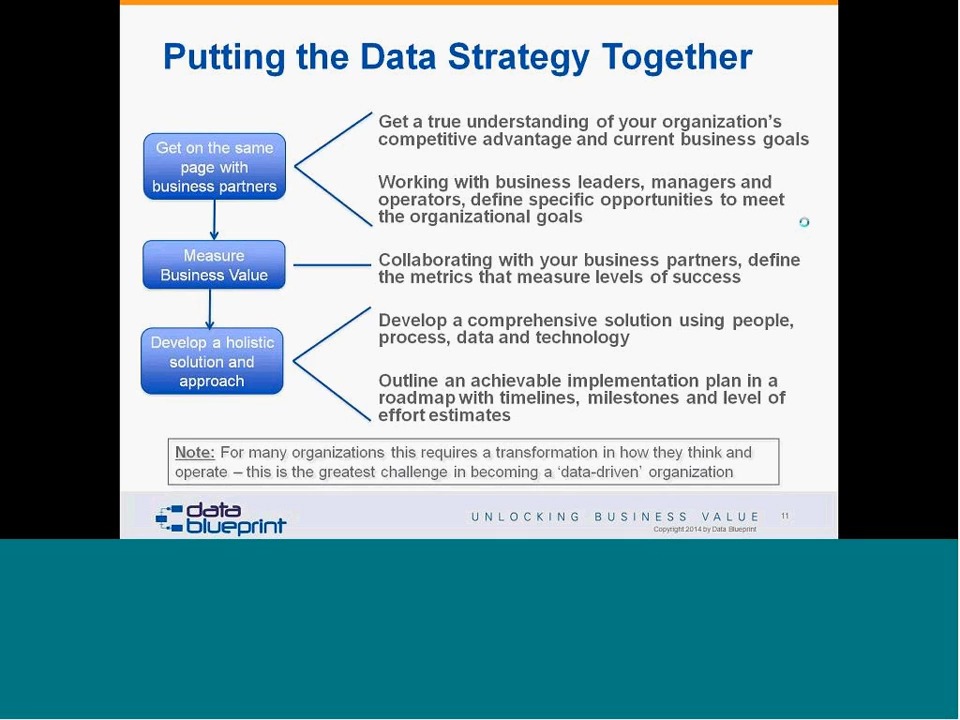 Putting the Data Strategy Together
Get on the same
page with
business partners
Get a true understanding of your organization's
competitive advantage and current business goals
Working with business leaders, managers and
operators, define specific opportunities to meet
the organizational goals
Measure
Business Value
Collaborating with your business partners, define
the metrics that measure levels of success
Develop a holistic
solution and
approach
Develop a comprehensive solution using people,
process, data and technology
Outline an achievable implementation plan in a
roadmap with timelines, milestones and level of
effort estimates
Note: For many organizations this requires a transformation in how they think and
operate – this is the greatest challenge in becoming a ‘data-driven’ organization
data
blueprint
UNLOCKING BUSINESS VALUE 11
Copyright 2014 by Data Blueprint